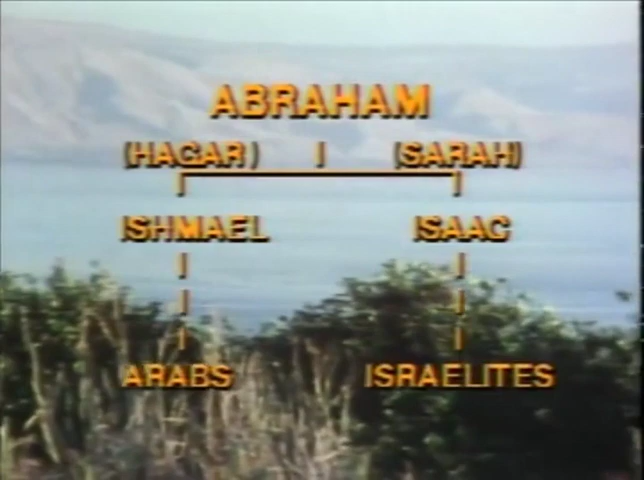 ABRAHAM
(HAGAR) (SARAH)
ISHMAEL ISAAC
ARABS ISRAELITES